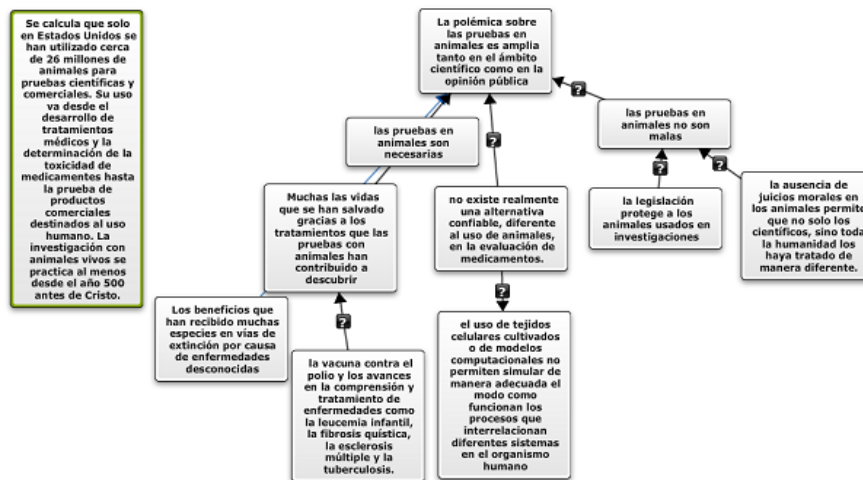 Se calcula que solo
en Estados Unidos se
han utilizado cerca
de 26 millones de
animales para
pruebas científicas y
comerciales. Su uso
va desde el
desarrollo de
tratamientos
médicos y la
determinación de la
toxicidad de
medicamentes hasta
la prueba de
productos
comerciales
destinados al uso
humano. La
investigación con
animales vivos se
practica al menos
desde el año 500
antes de Cristo.
La polémica sobre
las pruebas en
animales es amplia
tanto en el ámbito
científico como en la
opinión pública
?
las pruebas en
animales son
necesarias
?
las pruebas en
animales no son
malas
?
?
Muchas las vidas
que se han salvado
gracias a los
tratamientos que las
pruebas con
animales han
contribuido a
descubrir
no existe realmente
una alternativa
confiable, diferente
al uso de animales,
en la evaluación de
medicamentos.
la legislación
protege a los
animales usados en
investigaciones
la ausencia de
juicios morales en
los animales permite
que no solo los
científicos, sino toda
la humanidad los
haya tratado de
manera diferente.
?
?
Los beneficios que
han recibido muchas
especies en vías de
extinción por causa
de enfermedades
desconocidas
la vacuna contra el
polio y los avances
en la comprensión y
tratamiento de
enfermedades como
la leucemia infantil,
la fibrosis quística,
la esclerosis
múltiple y la
tuberculosis.
el uso de tejidos
celulares cultivados
o de modelos
computacionales no
permiten simular de
manera adecuada el
modo como
funcionan los
procesos que
interrelacionan
diferentes sistemas
en el organismo
humano